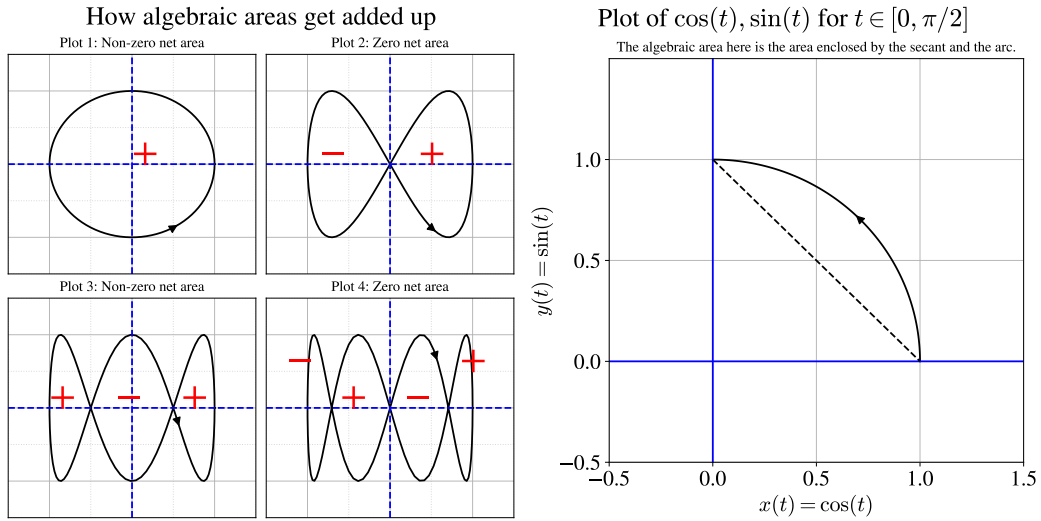 How algebraic areas get added up
Plot 1: Non-zero net area
Plot 2: Zero net area
+
−
+
Plot 3: Non-zero net area
Plot 4: Zero net area
+
−
+
−
+
−
+
Plot of cos(t), sin(t) for t ∈ [0, π/2]
The algebraic area here is the area enclosed by the secant and the arc.
y(t) = sin(t)
1.0
0.5
0.0
−0.5
−0.5
0.0
0.5
1.0
1.5
x(t) = cos(t)